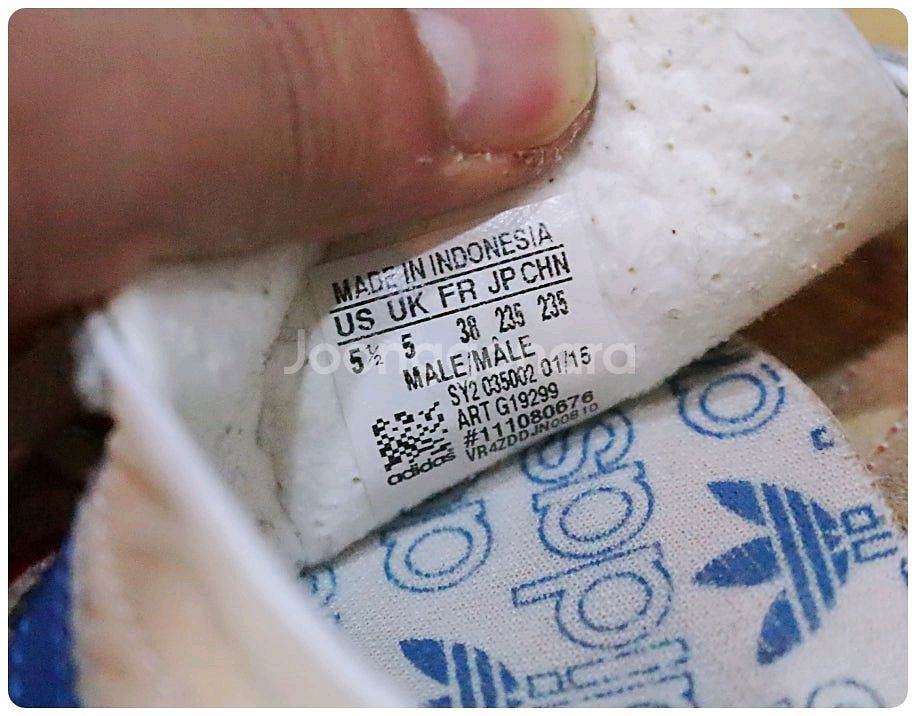 MADE IN INDONESIA
US UK FR JP CHN
5½ 5 38 235 235
MALE/MÂLE
SY2 035002 01/15
ART G19299
#111080676
adidas
adidas